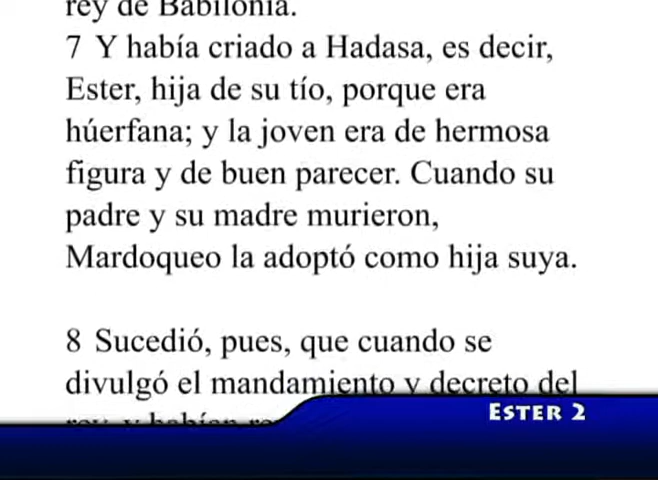 rey de Babilonia.
7 Y había criado a Hadasa, es decir,
Ester, hija de su tío, porque era
húerfana; y la joven era de hermosa
figura y de buen parecer. Cuando su
padre y su madre murieron,
Mardoqueo la adoptó como hija suya.
8 Sucedió, pues, que cuando se
divulgó el mandamiento y decreto del
rey, y habían
ESTER 2